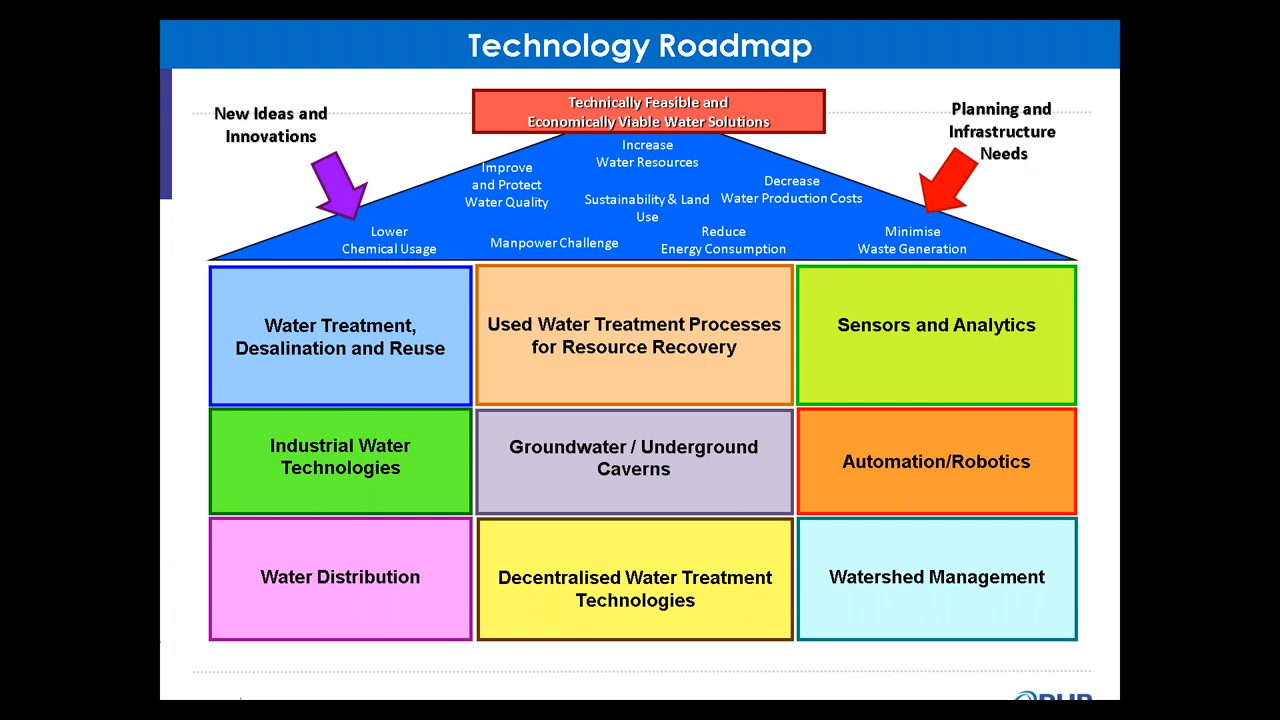 Technology Roadmap
New Ideas and
Innovations
Technically Feasible and
Economically Viable Water Solutions
Planning and
Infrastructure
Needs
Increase
Water Resources
Improve
and Protect
Water Quality
Sustainability & Land
Use
Decrease
Water Production Costs
Lower
Chemical Usage
Manpower Challenge
Reduce
Energy Consumption
Minimise
Waste Generation
Water Treatment,
Desalination and Reuse
Used Water Treatment Processes
for Resource Recovery
Sensors and Analytics
Industrial Water
Technologies
Groundwater / Underground
Caverns
Automation/Robotics
Water Distribution
Decentralised Water Treatment
Technologies
Watershed Management